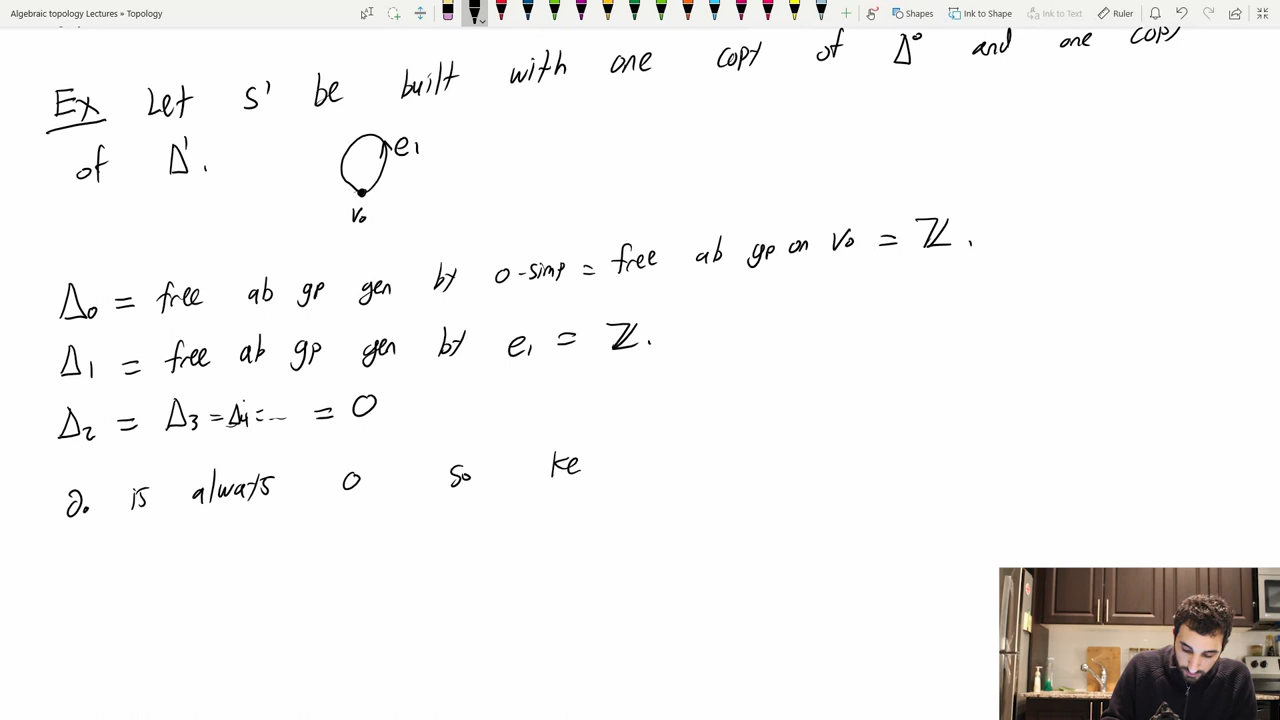 Algebraic topology Lectures » Topology
Shapes Ink to Shape Ink to Text Ruler
Ex Let S¹ be built with one copy of Δ⁰ and one copy
of Δ¹.
e₁
v₀
Δ₀ = free ab gp gen by 0-simp = free ab gp on v₀ = ℤ.
Δ₁ = free ab gp gen by e₁ = ℤ.
Δ₂ = Δ₃ = Δ₄ = ... = 0
∂₀ is always 0 so ke